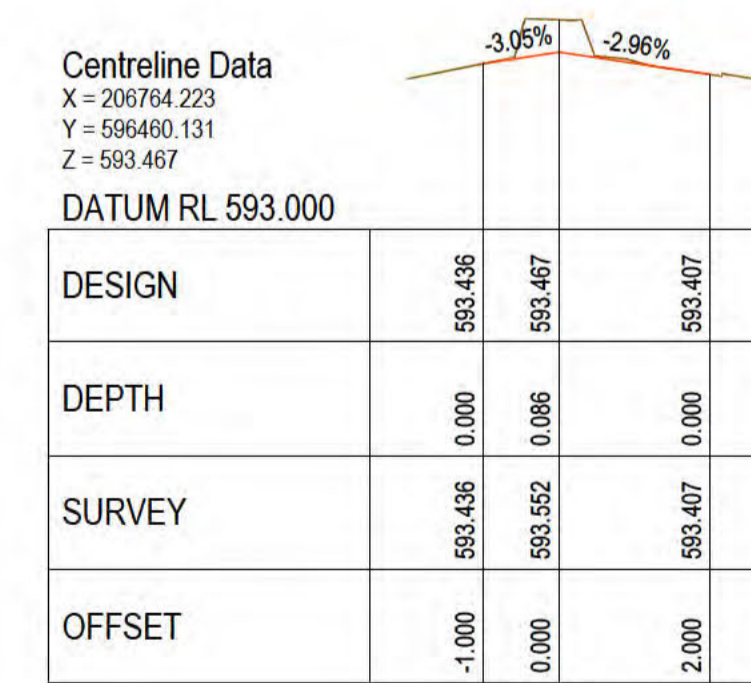 -3.05% -2.96%
Centreline Data
X = 206764.223
Y = 596460.131
Z = 593.467
DATUM RL 593.000
DESIGN 593.436 593.467 593.407
DEPTH 0.000 0.086 0.000
SURVEY 593.436 593.552 593.407
OFFSET -1.000 0.000 2.000